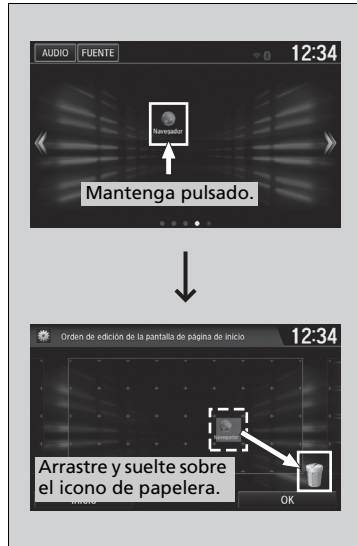 AUDIO FUENTE 12:34
Navegador
Mantenga pulsado.
Orden de edición de la pantalla de página de inicio 12:34
Navegador
Arrastre y suelte sobre
el icono de papelera.
OK